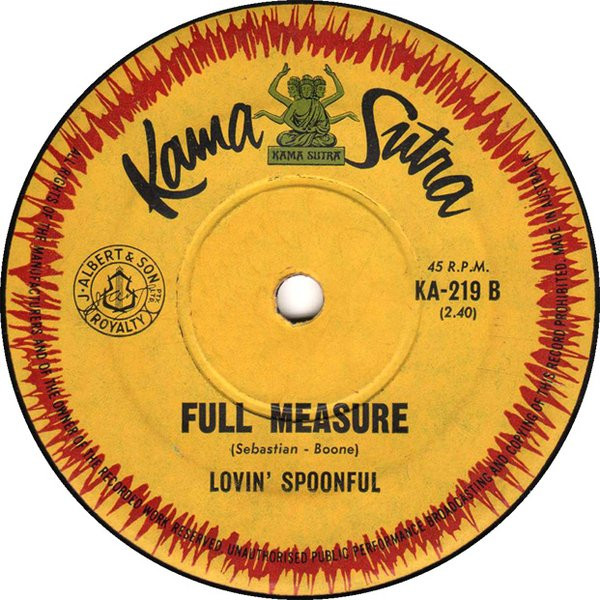 Kama Sutra
KAMA SUTRA
J. ALBERT & SON PTY. LTD.
ROYALTY
45 R.P.M.
KA-219 B
(2.40)
FULL MEASURE
(Sebastian - Boone)
LOVIN' SPOONFUL
ALL RIGHTS OF THE MANUFACTURERS AND OF THE OWNER OF THE RECORDED WORK RESERVED. UNAUTHORISED PUBLIC PERFORMANCE BROADCASTING AND COPYING OF THIS RECORD PROHIBITED. MADE IN AUSTRALIA